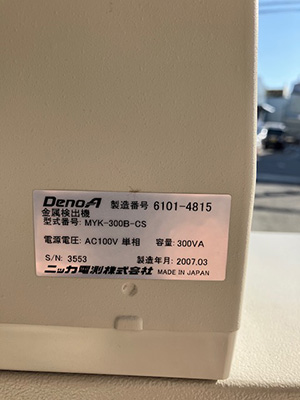 DenoA 製造番号 6101-4815
金属検出機
型式番号: MYK-300B-CS
電源電圧: AC100V 単相 容量: 300VA
S/N: 3553 製造年月: 2007.03
ニッカ電測株式会社 MADE IN JAPAN